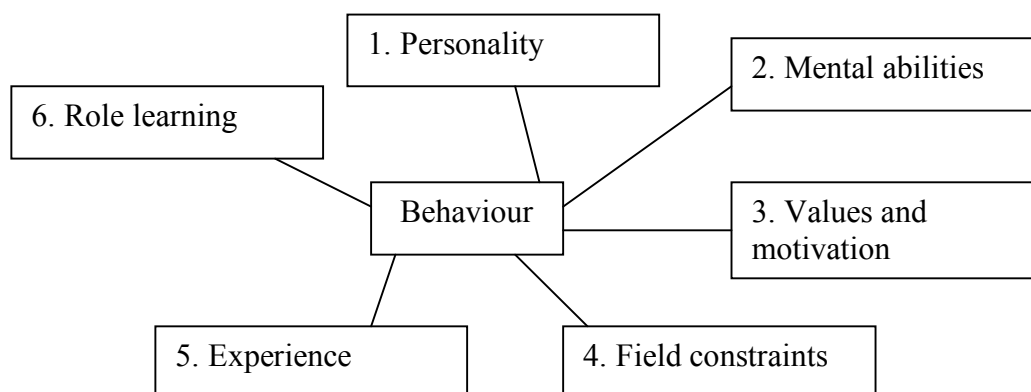 1. Personality
2. Mental abilities
6. Role learning
Behaviour
3. Values and
motivation
5. Experience
4. Field constraints